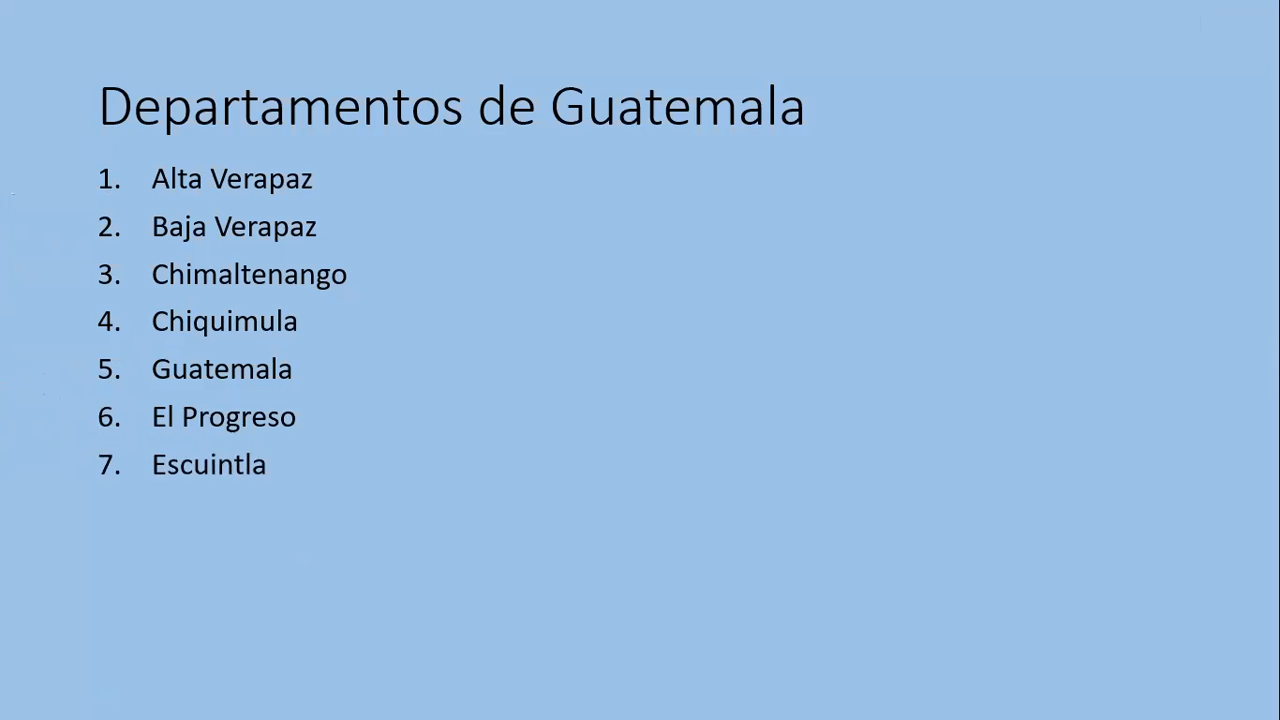 Departamentos de Guatemala
1. Alta Verapaz
2. Baja Verapaz
3. Chimaltenango
4. Chiquimula
5. Guatemala
6. El Progreso
7. Escuintla